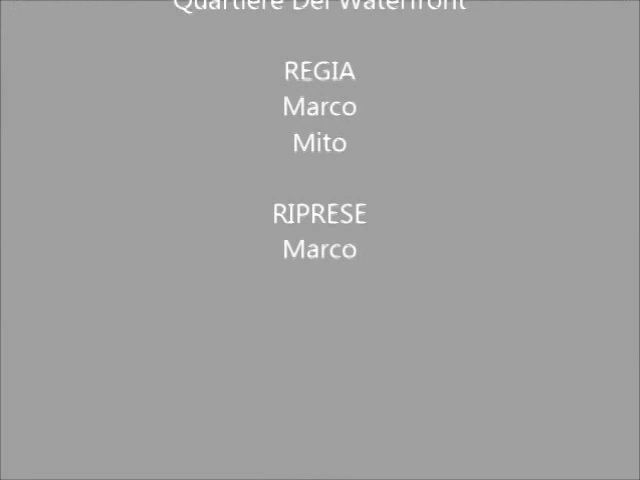 Quartiere Del Waterfront
REGIA
Marco
Mito
RIPRESE
Marco